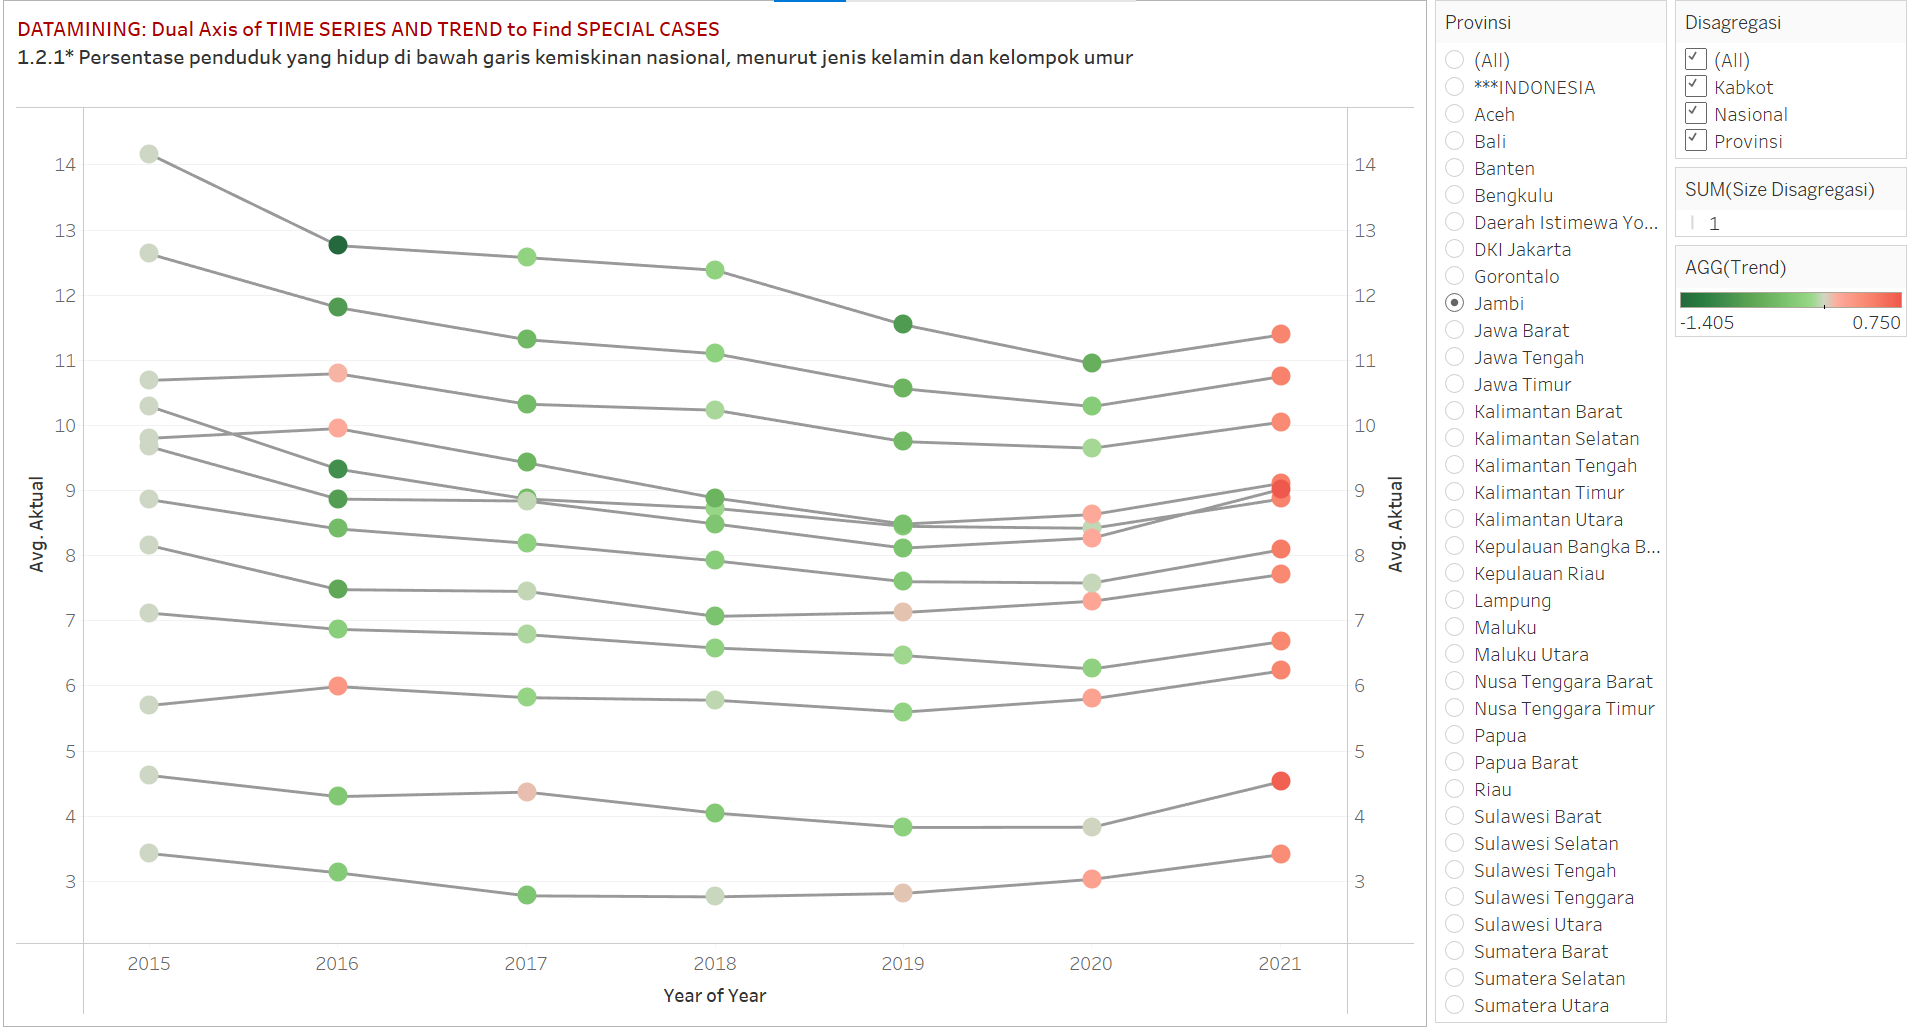 DATAMINING: Dual Axis of TIME SERIES AND TREND to Find SPECIAL CASES
1.2.1* Persentase penduduk yang hidup di bawah garis kemiskinan nasional, menurut jenis kelamin dan kelompok umur
Avg. Aktual
14
13
12
11
10
9
8
7
6
5
4
3
14
13
12
11
10
9
8
7
6
5
4
3
Avg. Aktual
2015 2016 2017 2018 2019 2020 2021
Year of Year
Provinsi
(All)
***INDONESIA
Aceh
Bali
Banten
Bengkulu
Daerah Istimewa Yo...
DKI Jakarta
Gorontalo
Jambi
Jawa Barat
Jawa Tengah
Jawa Timur
Kalimantan Barat
Kalimantan Selatan
Kalimantan Tengah
Kalimantan Timur
Kalimantan Utara
Kepulauan Bangka B...
Kepulauan Riau
Lampung
Maluku
Maluku Utara
Nusa Tenggara Barat
Nusa Tenggara Timur
Papua
Papua Barat
Riau
Sulawesi Barat
Sulawesi Selatan
Sulawesi Tengah
Sulawesi Tenggara
Sulawesi Utara
Sumatera Barat
Sumatera Selatan
Sumatera Utara
Disagregasi
(All)
Kabkot
Nasional
Provinsi
SUM(Size Disagregasi)
1
AGG(Trend)
-1.405 0.750